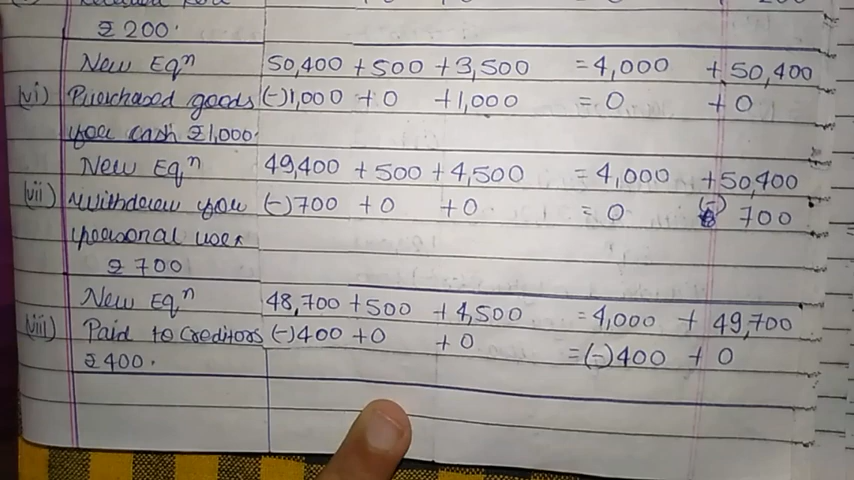 ₹ 200.
New Eqⁿ 50,400 + 500 + 3,500 = 4,000 + 50,400
(vi) Purchased goods (-)1,000 + 0 + 1,000 = 0 + 0
for cash ₹1,000.
New Eqⁿ 49,400 + 500 + 4,500 = 4,000 + 50,400
(vii) Withdraw for (-)700 + 0 + 0 = 0 (-) 700
personal use.
₹ 700
New Eqⁿ 48,700 + 500 + 4,500 = 4,000 + 49,700
(viii) Paid to creditors (-)400 + 0 + 0 = (-)400 + 0
₹400.